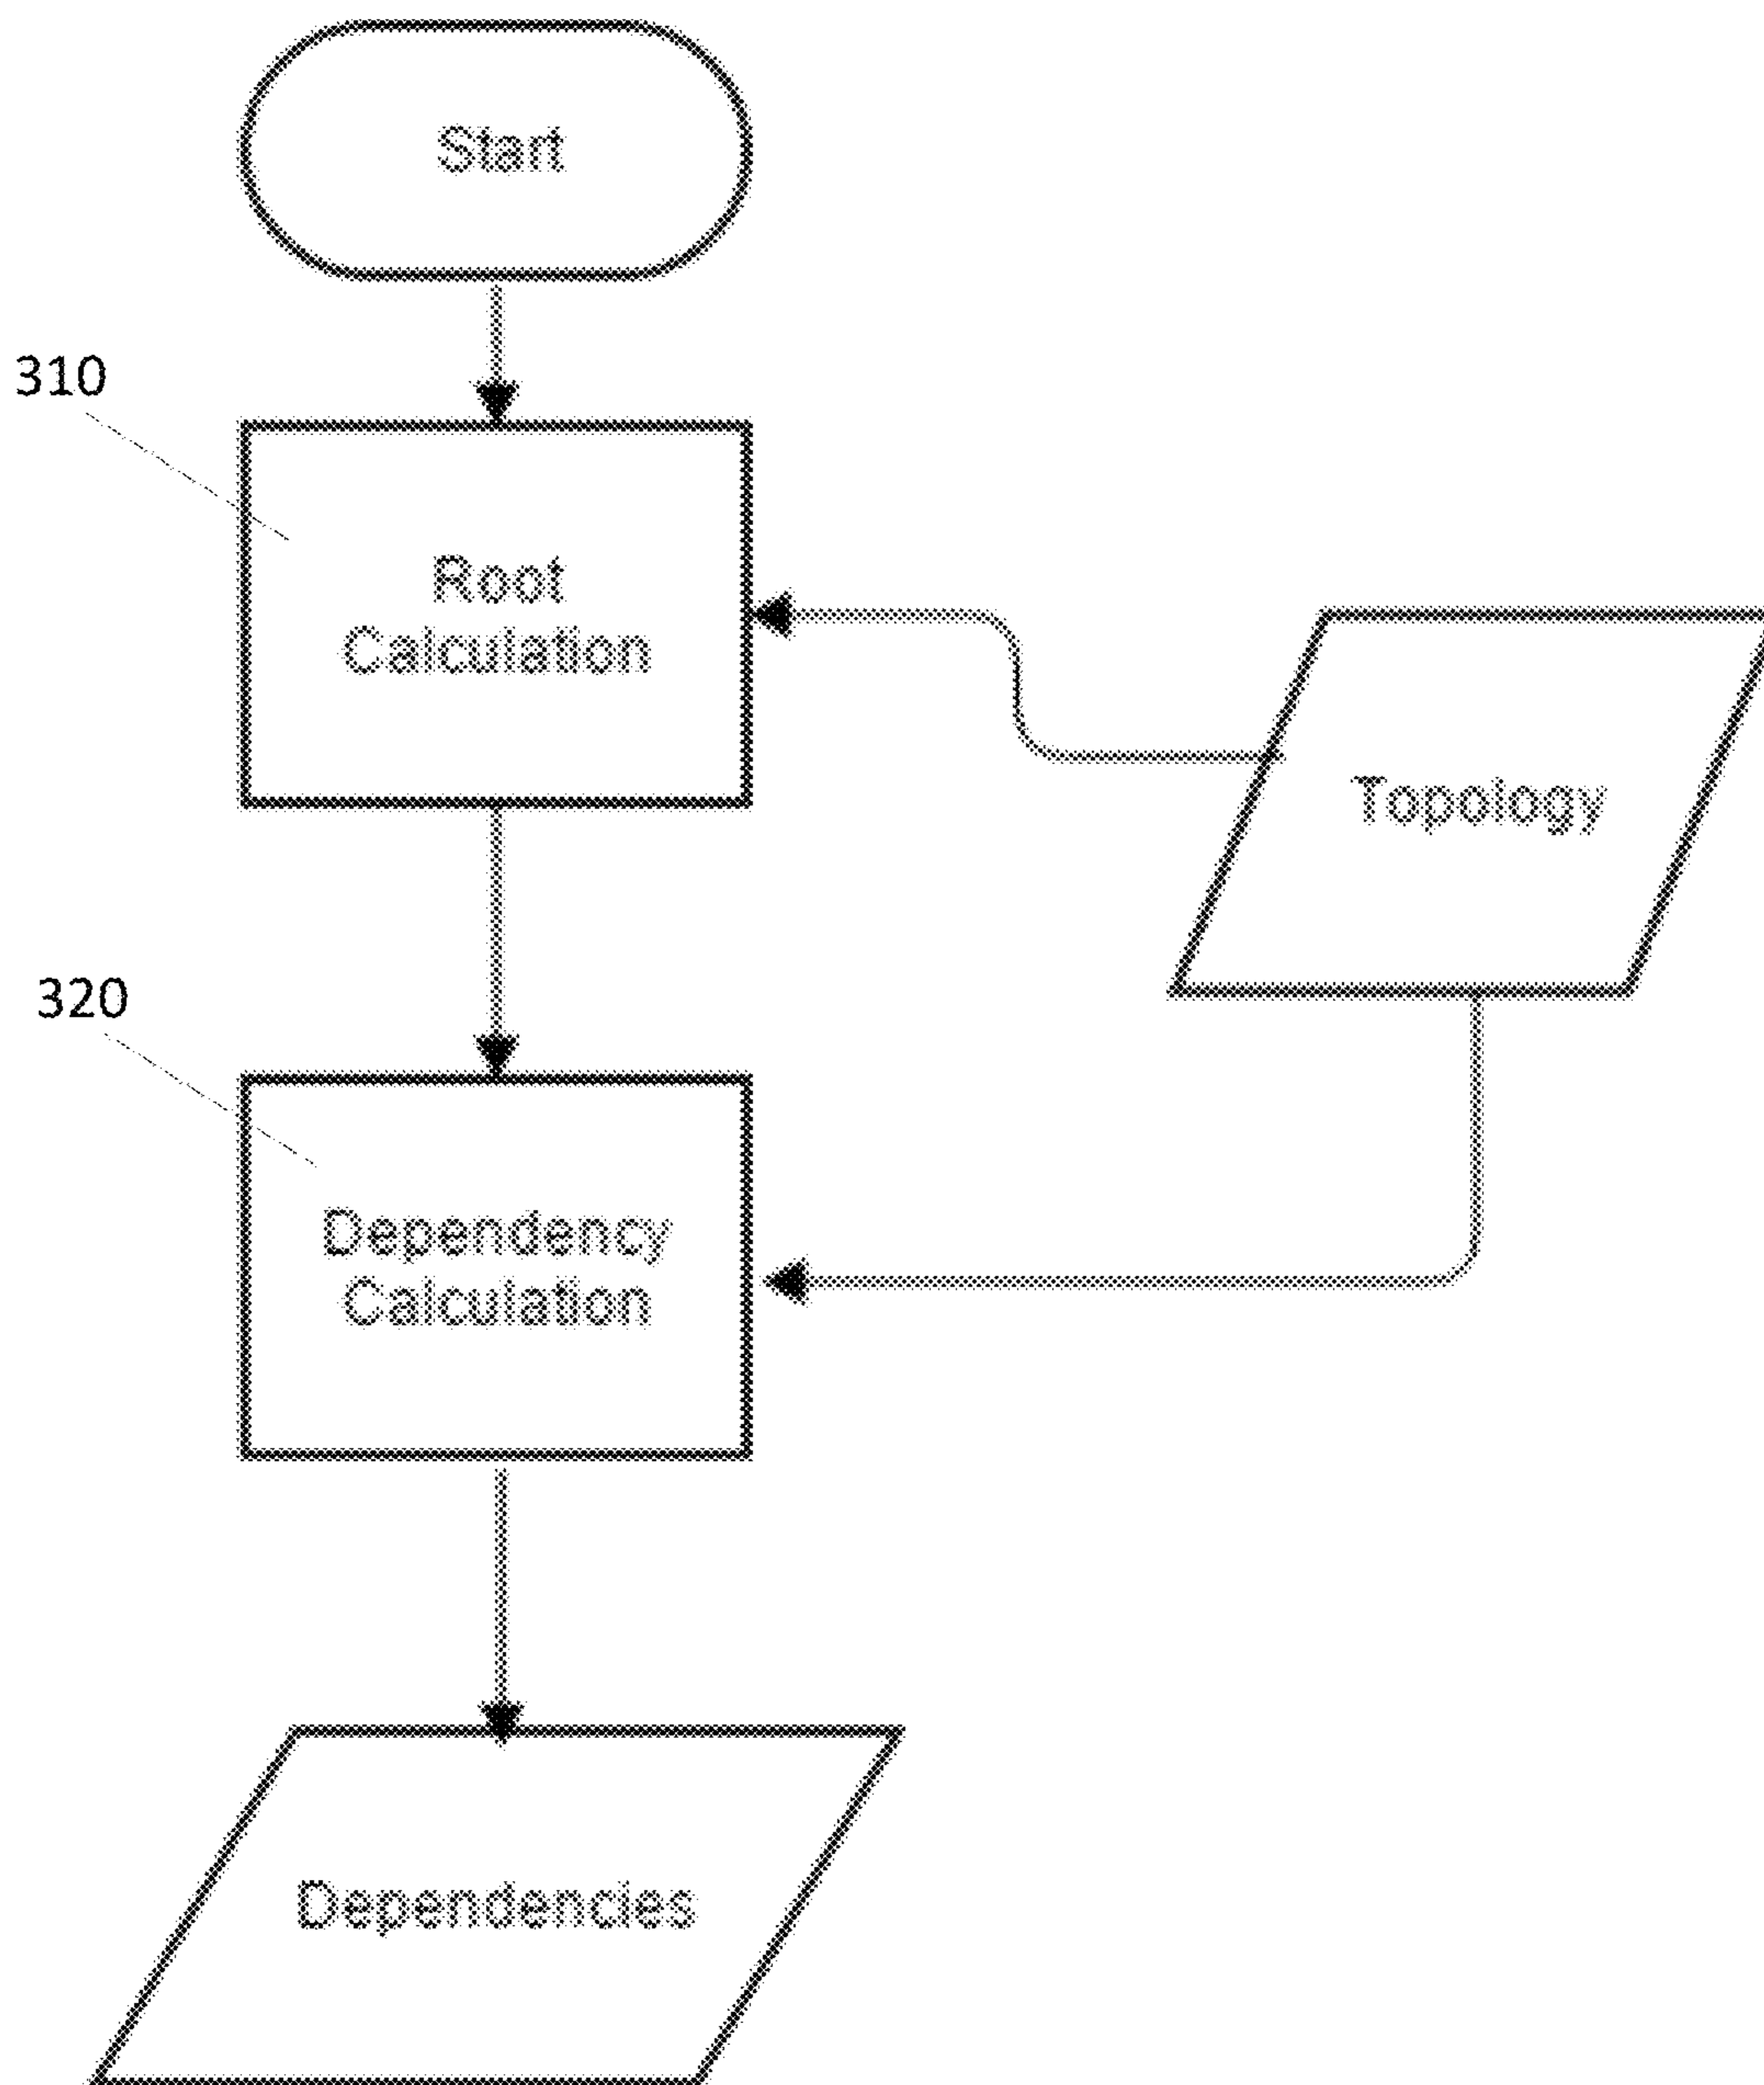 Start
310
Root
Calculation
Topology
320
Dependency
Calculation
Dependencies